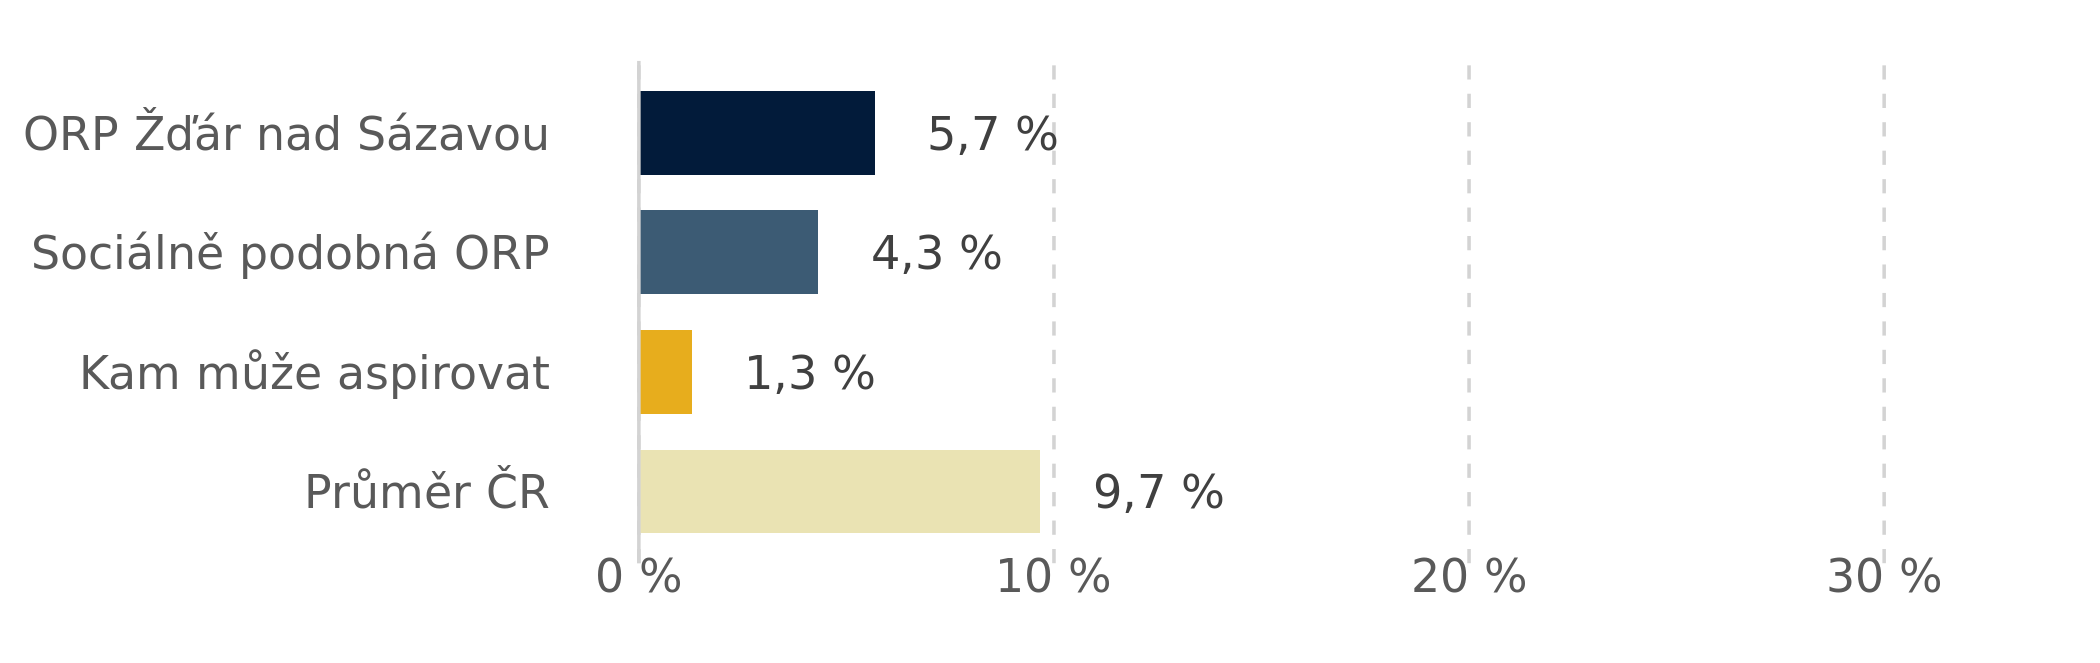 ORP Žďár nad Sázavou 5,7 %
Sociálně podobná ORP 4,3 %
Kam může aspirovat 1,3 %
Průměr ČR 9,7 %
0 % 10 % 20 % 30 %